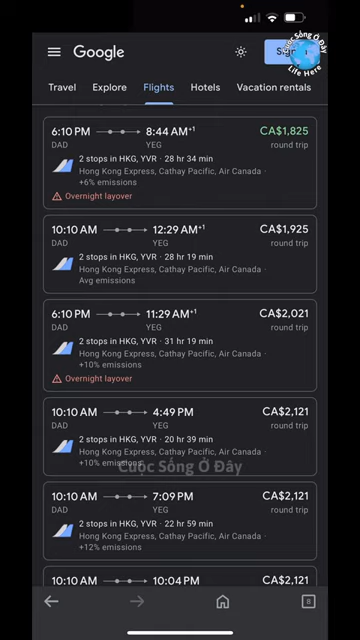 Google
Sign in
Cuộc Sống Ở Đây
Life Here
Travel
Explore
Flights
Hotels
Vacation rentals
6:10 PM
8:44 AM+1
CA$1,825
DAD
YEG
round trip
2 stops in HKG, YVR · 28 hr 34 min
Hong Kong Express, Cathay Pacific, Air Canada ·
+6% emissions
Overnight layover
10:10 AM
12:29 AM+1
CA$1,925
DAD
YEG
round trip
2 stops in HKG, YVR · 28 hr 19 min
Hong Kong Express, Cathay Pacific, Air Canada ·
Avg emissions
6:10 PM
11:29 AM+1
CA$2,021
DAD
YEG
round trip
2 stops in HKG, YVR · 31 hr 19 min
Hong Kong Express, Cathay Pacific, Air Canada ·
+10% emissions
Overnight layover
10:10 AM
4:49 PM
CA$2,121
DAD
YEG
round trip
2 stops in HKG, YVR · 20 hr 39 min
Hong Kong Express, Cathay Pacific, Air Canada ·
+10% emissions
Cuộc Sống Ở Đây
10:10 AM
7:09 PM
CA$2,121
DAD
YEG
round trip
2 stops in HKG, YVR · 22 hr 59 min
Hong Kong Express, Cathay Pacific, Air Canada ·
+12% emissions
10:10 AM
10:04 PM
CA$2,121
8